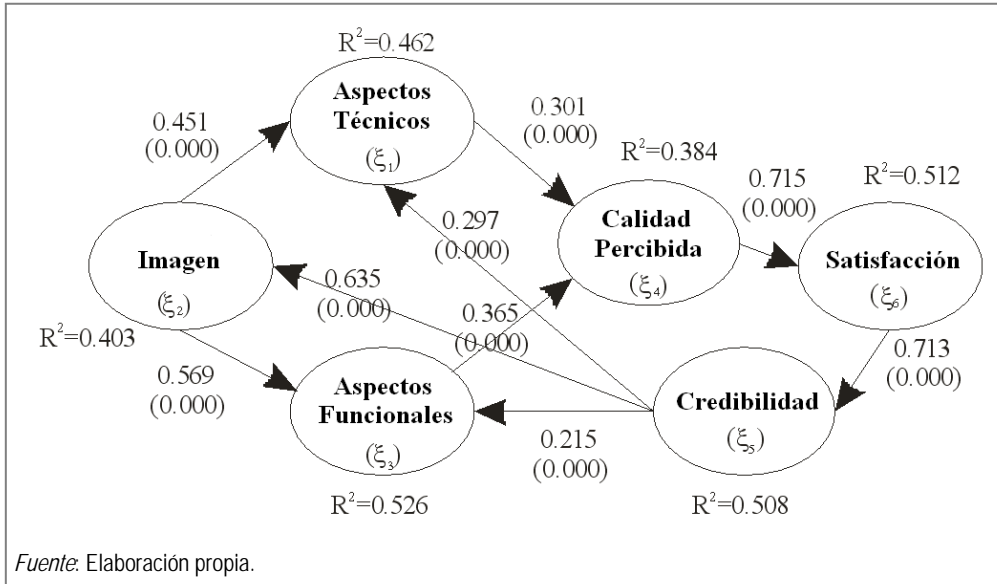 R²=0.462
Aspectos
Técnicos
(ξ₁)
0.451
(0.000)
0.301
(0.000)
R²=0.384
Calidad
Percibida
(ξ₄)
0.715
(0.000)
R²=0.512
Satisfacción
(ξ₆)
0.297
(0.000)
Imagen
(ξ₂)
R²=0.403
0.635
(0.000)
0.365
(0.000)
0.569
(0.000)
Aspectos
Funcionales
(ξ₃)
R²=0.526
0.215
(0.000)
Credibilidad
(ξ₅)
R²=0.508
0.713
(0.000)
Fuente: Elaboración propia.